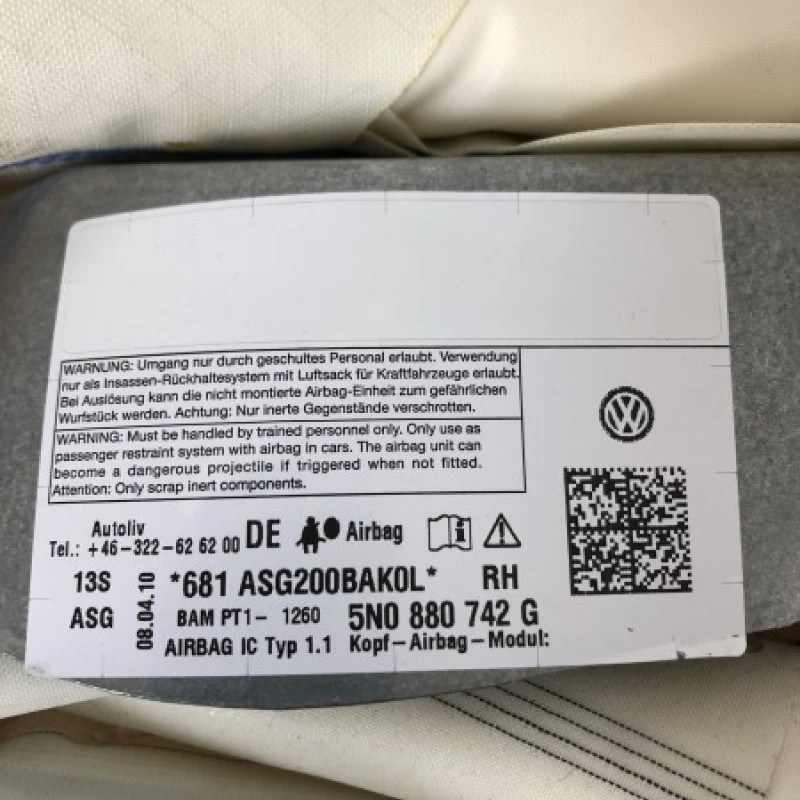 WARNUNG: Umgang nur durch geschultes Personal erlaubt. Verwendung
nur als Insassen-Rückhaltesystem mit Luftsack für Kraftfahrzeuge erlaubt.
Bei Auslösung kann die nicht montierte Airbag-Einheit zum gefährlichen
Wurfstück werden. Achtung: Nur inerte Gegenstände verschrotten.
WARNING: Must be handled by trained personnel only. Only use as
passenger restraint system with airbag in cars. The airbag unit can
become a dangerous projectile if triggered when not fitted.
Attention: Only scrap inert components.
Autoliv
Tel.: +46-322-62 62 00 DE Airbag
13S *681 ASG200BAK0L* RH
ASG 08.04.10 BAM PT1- 1260 5N0 880 742 G
AIRBAG IC Typ 1.1 Kopf-Airbag-Modul: